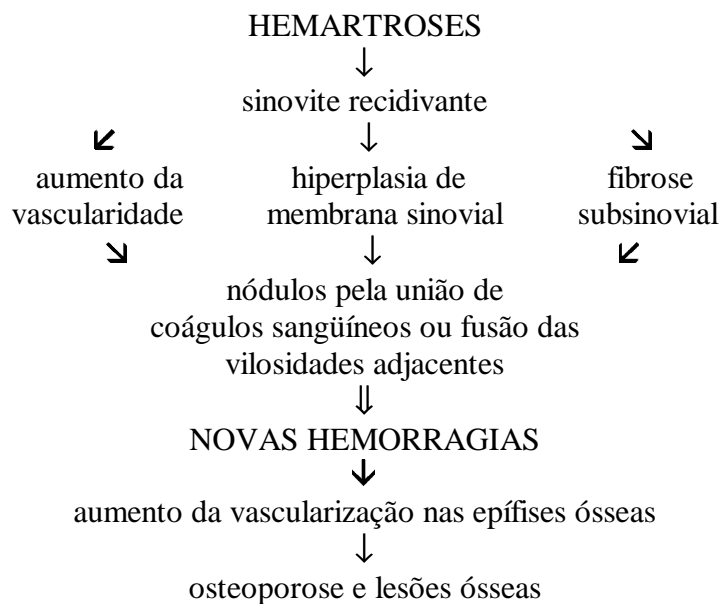 HEMARTROSES
↓
sinovite recidivante
↙ ↓ ↘
aumento da hiperplasia de fibrose
vascularidade membrana sinovial subsinovial
↘ ↓ ↙
nódulos pela união de
coágulos sangüíneos ou fusão das
vilosidades adjacentes
⇓
NOVAS HEMORRAGIAS
↓
aumento da vascularização nas epífises ósseas
↓
osteoporose e lesões ósseas